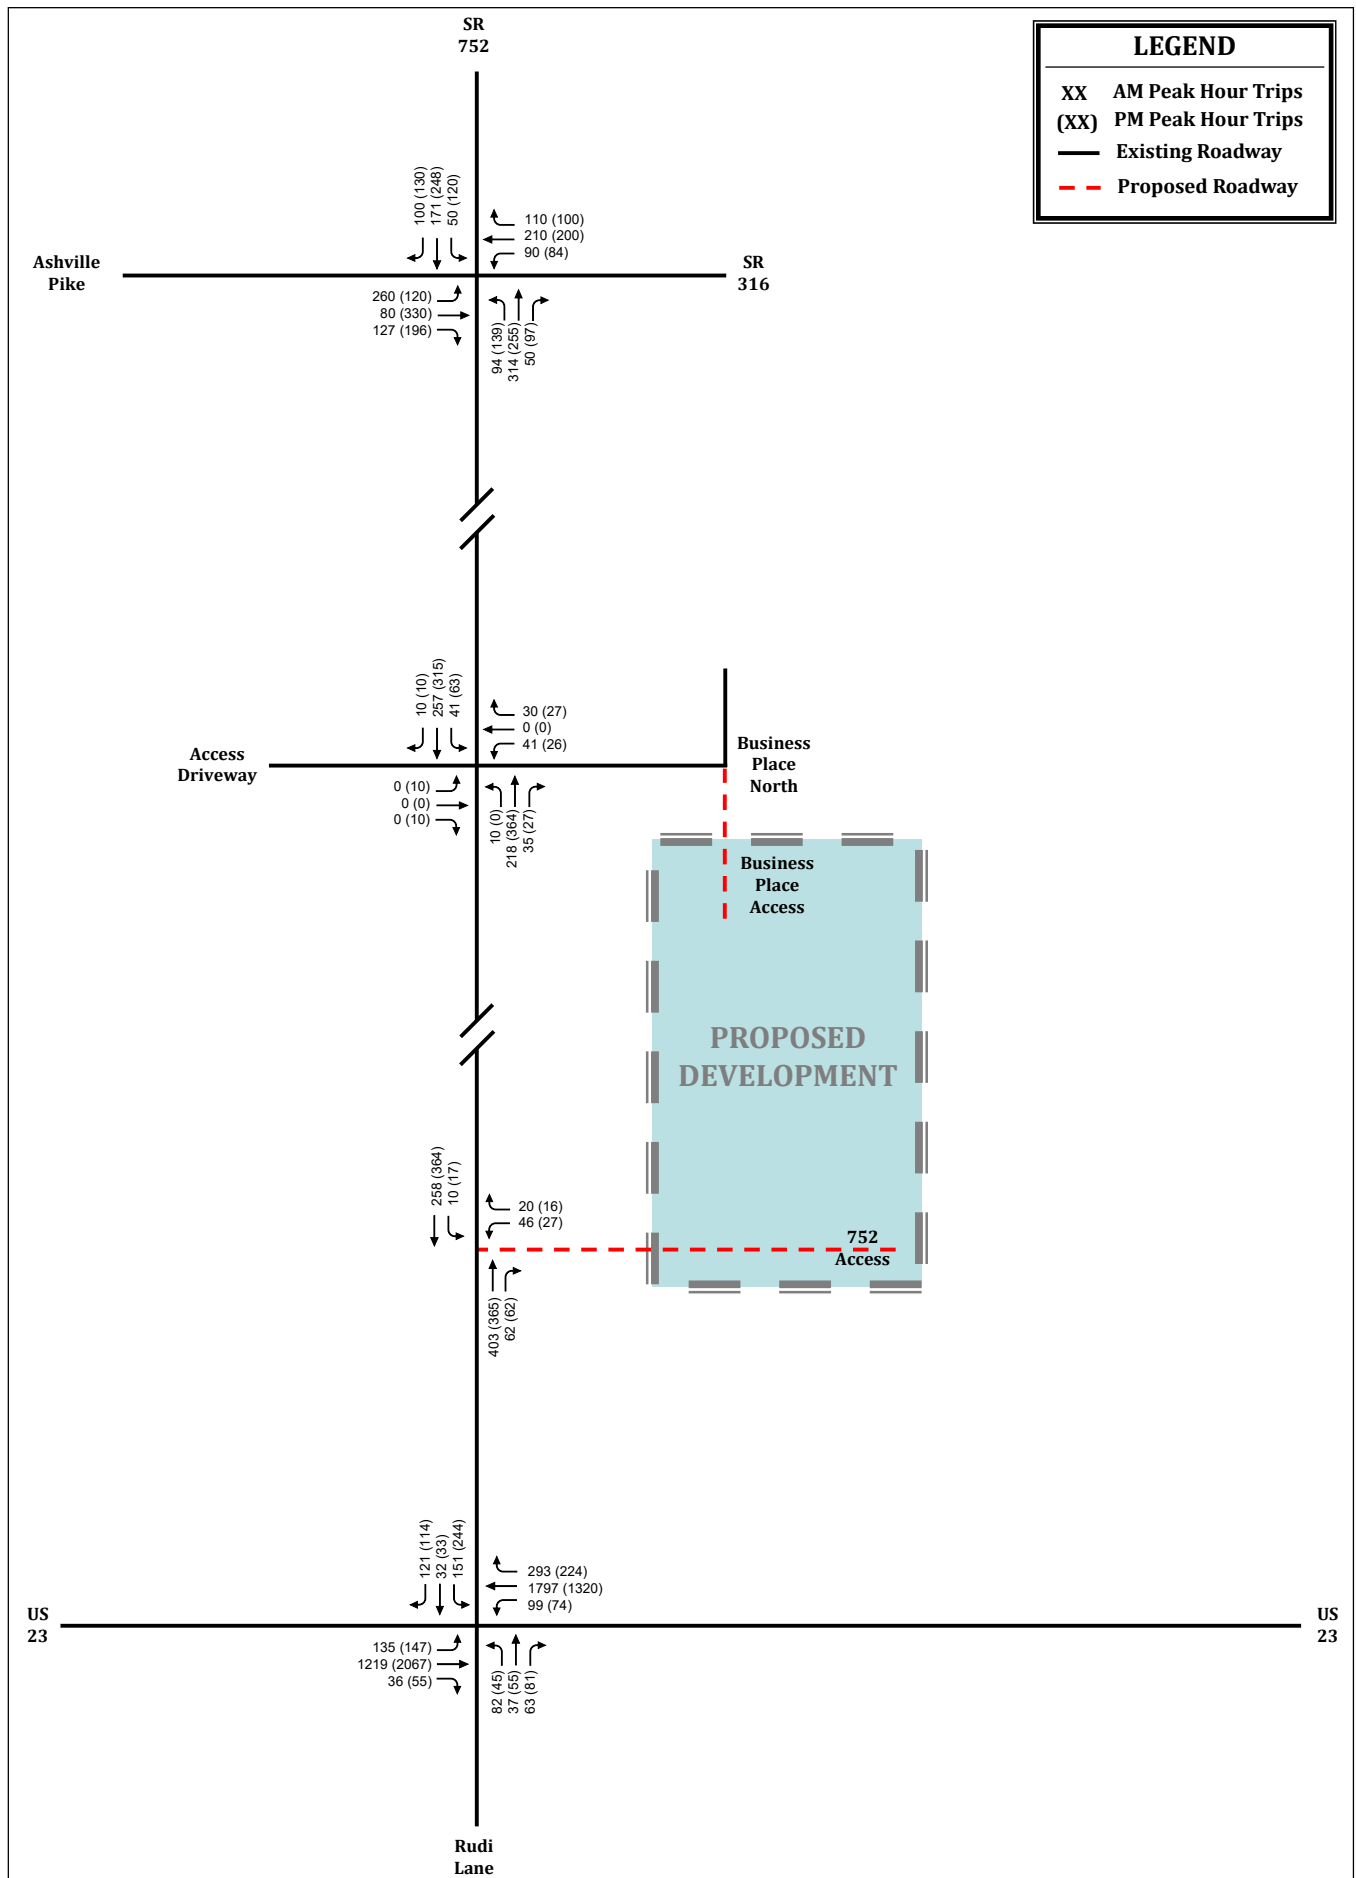 SR
752
LEGEND
XX AM Peak Hour Trips
(XX) PM Peak Hour Trips
Existing Roadway
Proposed Roadway
100 (130)
171 (248)
50 (120)
110 (100)
210 (200)
90 (84)
Ashville
Pike
SR
316
260 (120)
80 (330)
127 (196)
94 (139)
314 (255)
50 (97)
10 (10)
257 (315)
41 (63)
30 (27)
0 (0)
41 (26)
Access
Driveway
Business
Place
North
0 (10)
0 (0)
0 (10)
10 (0)
218 (364)
35 (27)
Business
Place
Access
PROPOSED
DEVELOPMENT
258 (364)
10 (17)
20 (16)
46 (27)
752
Access
403 (365)
62 (62)
121 (114)
32 (33)
151 (244)
293 (224)
1797 (1320)
99 (74)
US
23
US
23
135 (147)
1219 (2067)
36 (55)
82 (45)
37 (55)
63 (81)
Rudi
Lane